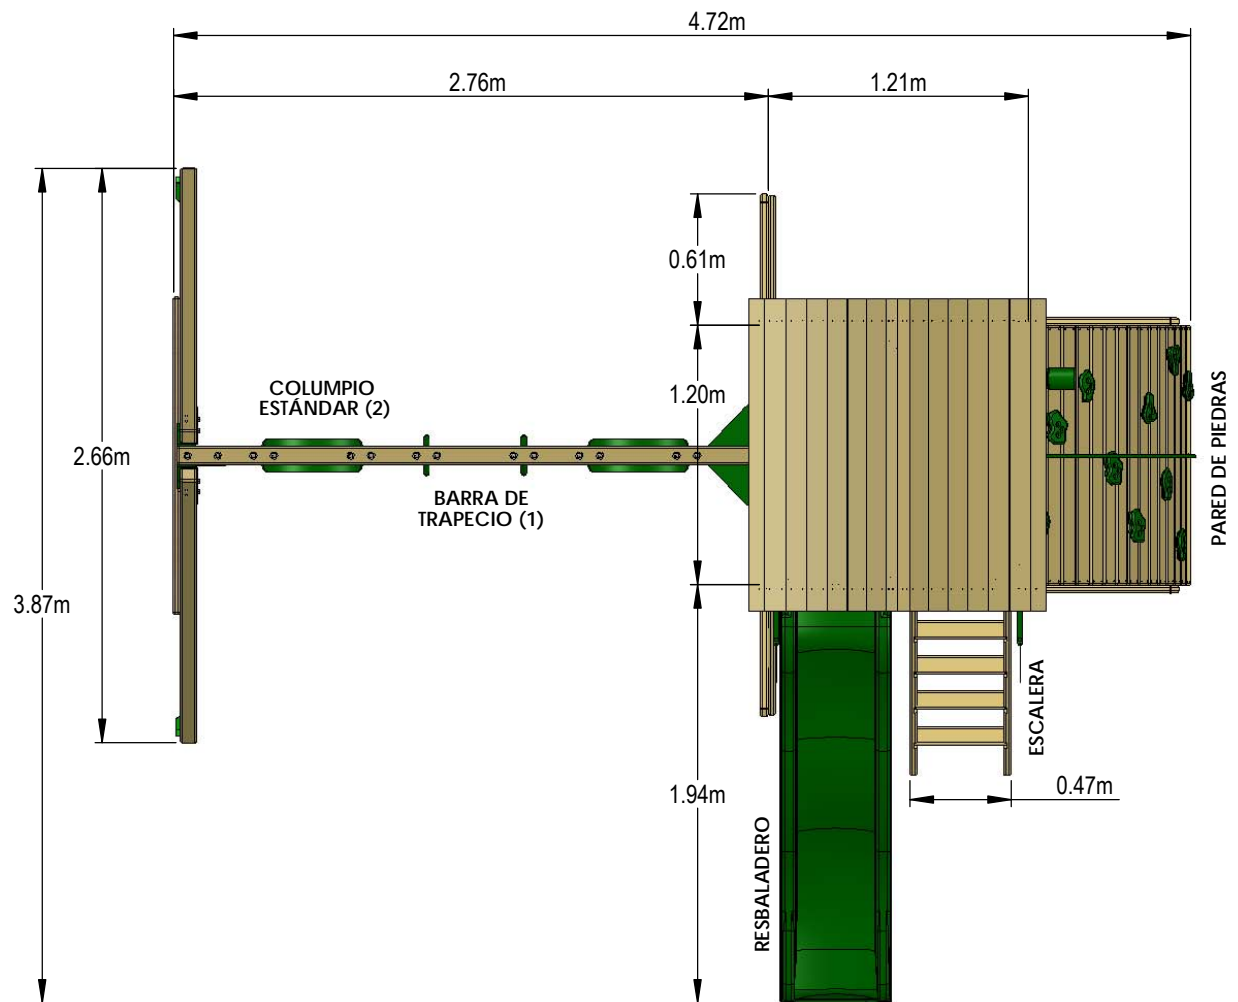 4.72m
2.76m
1.21m
0.61m
COLUMPIO
ESTÁNDAR (2)
1.20m
PARED DE PIEDRAS
2.66m
BARRA DE
TRAPECIO (1)
3.87m
ESCALERA
1.94m
0.47m
RESBALADERO